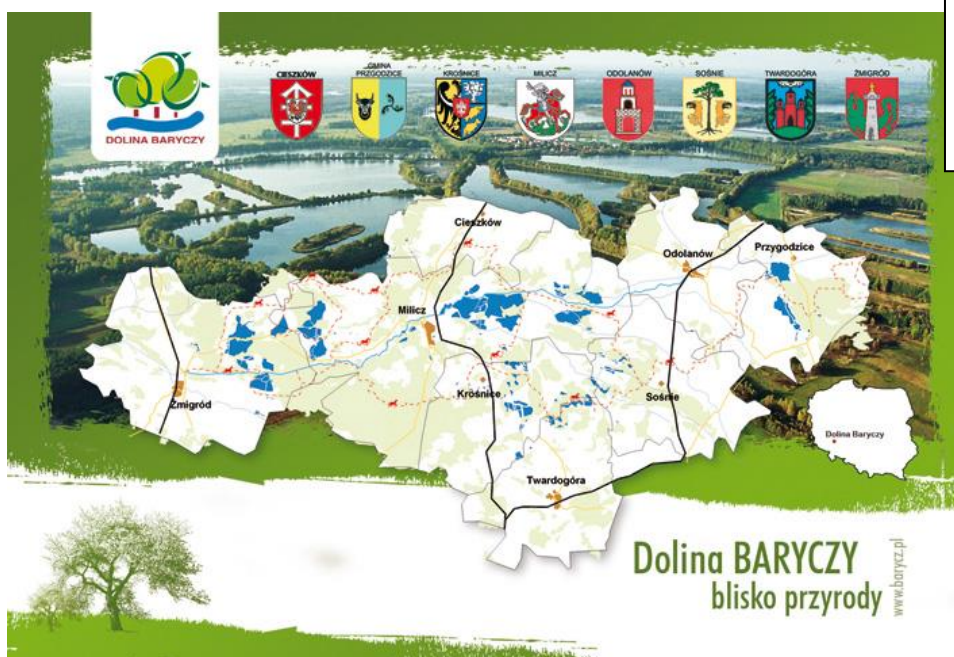 DOLINA BARYCZY
CIESZKÓW
GMINA
PRZGODZICE
KROŚNICE
MILICZ
ODOLANÓW
SOŚNIE
TWARDOGÓRA
ŻMIGRÓD
Cieszków
Odolanów
Przygodzice
Milicz
Żmigród
Krośnice
Sośnie
Dolina Baryczy
Twardogóra
Dolina BARYCZY
blisko przyrody
www.barycz.pl